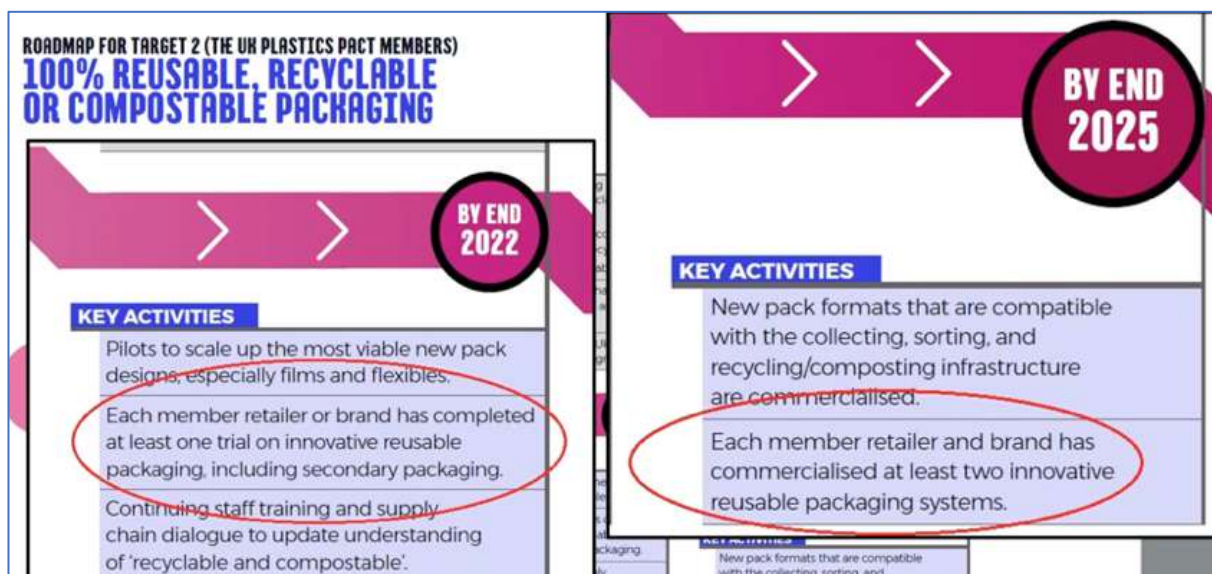 ROADMAP FOR TARGET 2 (THE UK PLASTICS PACT MEMBERS)
100% REUSABLE, RECYCLABLE
OR COMPOSTABLE PACKAGING
BY END
2022
KEY ACTIVITIES
Pilots to scale up the most viable new pack
designs, especially films and flexibles.
Each member retailer or brand has completed
at least one trial on innovative reusable
packaging, including secondary packaging.
Continuing staff training and supply
chain dialogue to update understanding
of ‘recyclable and compostable’.
BY END
2025
KEY ACTIVITIES
New pack formats that are compatible
with the collecting, sorting, and
recycling/composting infrastructure
are commercialised.
Each member retailer and brand has
commercialised at least two innovative
reusable packaging systems.
ckaging.
KEY ACTIVITIES
New pack formats that are compatible
with the collecting, sorting, and